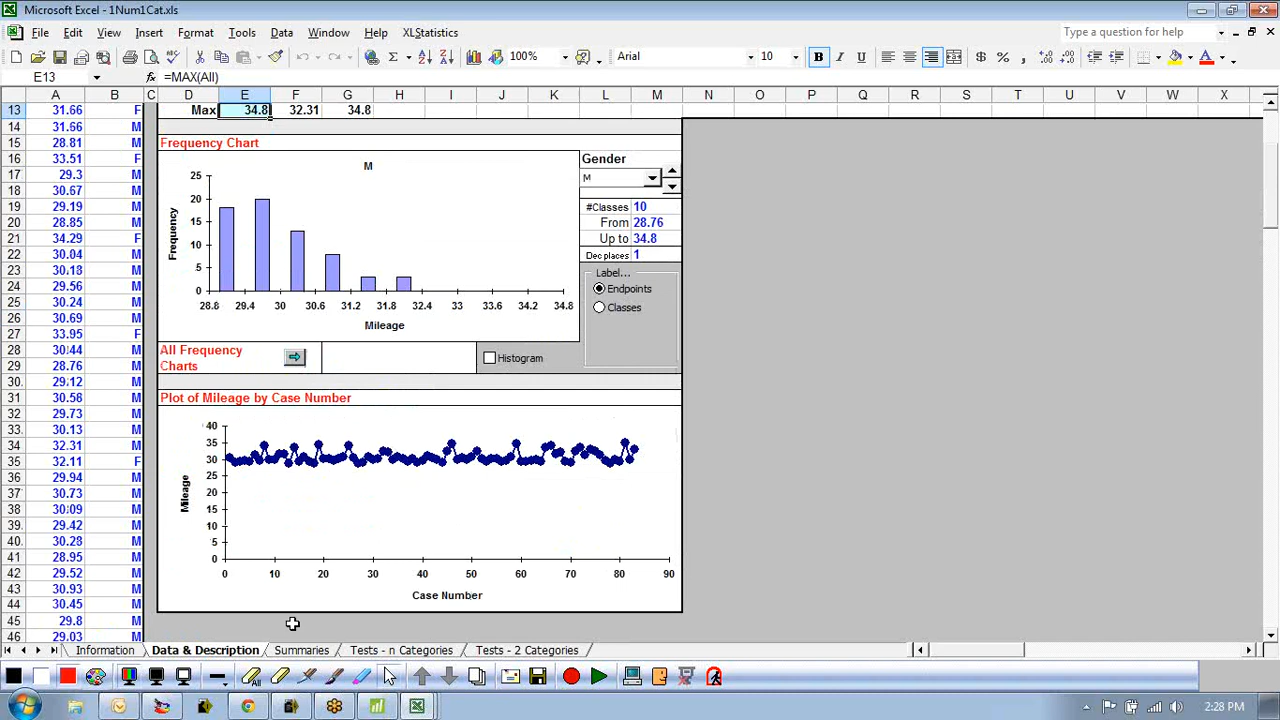 Microsoft Excel - 1Num1Cat.xls
File Edit View Insert Format Tools Data Window Help XLStatistics
Type a question for help
100% Arial 10 B I U $ %
E13 fx =MAX(All)
A B C D E F G H I J K L M N O P Q R S T U V W X
13 31.66 F Max 34.8 32.31 34.8
14 31.66 M
15 28.81 M Frequency Chart
16 33.51 F
17 29.3 M
18 30.67 M
19 29.19 M
20 28.85 M
21 34.29 F
22 30.04 M
23 30.18 M
24 29.56 M
25 30.24 M
26 30.69 M
27 33.95 F
28 30.44 M
29 28.76 M
30 29.12 M
31 30.58 M
32 29.73 M
33 30.13 M
34 32.31 M
35 32.11 F
36 29.94 M
37 30.73 M
38 30.09 M
39 29.42 M
40 30.28 M
41 28.95 M
42 29.52 M
43 30.93 M
44 30.45 M
45 29.8 M
46 29.03 M
M
Frequency
25
20
15
10
5
0
28.8 29.4 30 30.6 31.2 31.8 32.4 33 33.6 34.2 34.8
Mileage
Gender
M
#Classes 10
From 28.76
Up to 34.8
Dec places 1
Label...
Endpoints
Classes
All Frequency
Charts
Histogram
Plot of Mileage by Case Number
Mileage
40
35
30
25
20
15
10
5
0
0 10 20 30 40 50 60 70 80 90
Case Number
Information Data & Description Summaries Tests - n Categories Tests - 2 Categories
All
2:28 PM